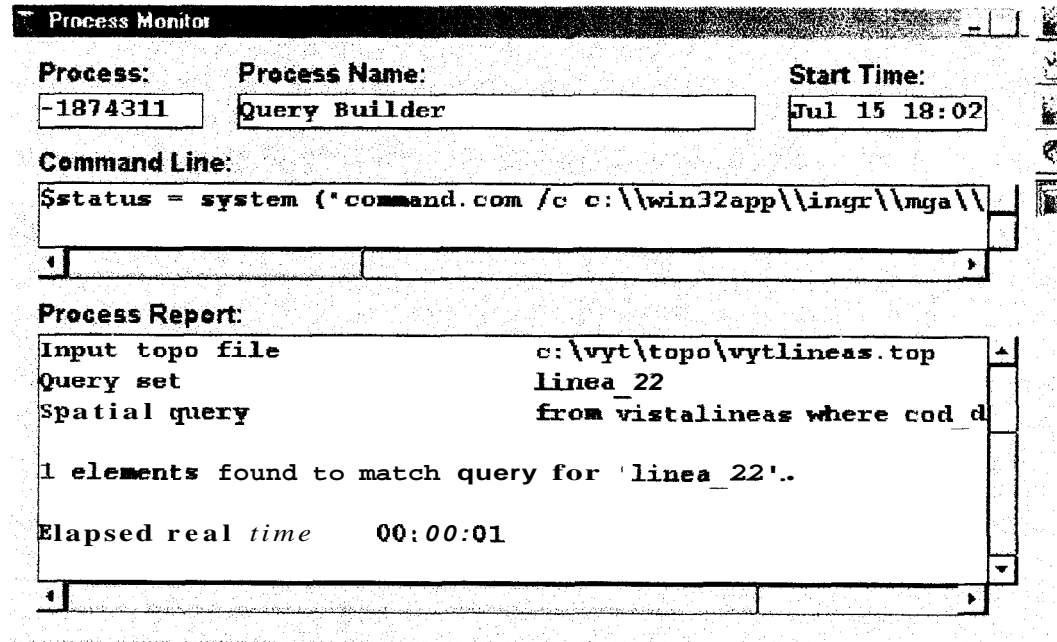 Process Monitor
Process: Process Name: Start Time:
-1874311 Query Builder Jul 15 18:02
Command Line:
$status = system ("command.com /c c:\\win32app\\ingr\\mga\\
Process Report:
Input topo file c:\vyt\topo\vytlineas.top
Query set linea_22
Spatial query from vistalineas where cod_d
1 elements found to match query for 'linea_22'..
Elapsed real time 00:00:01